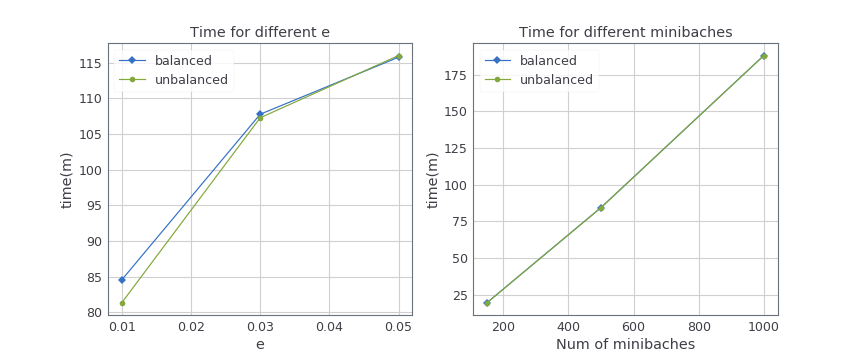 Time for different e
balanced
unbalanced
time(m)
115
110
105
100
95
90
85
80
0.01 0.02 0.03 0.04 0.05
e
Time for different minibaches
balanced
unbalanced
time(m)
175
150
125
100
75
50
25
200 400 600 800 1000
Num of minibaches